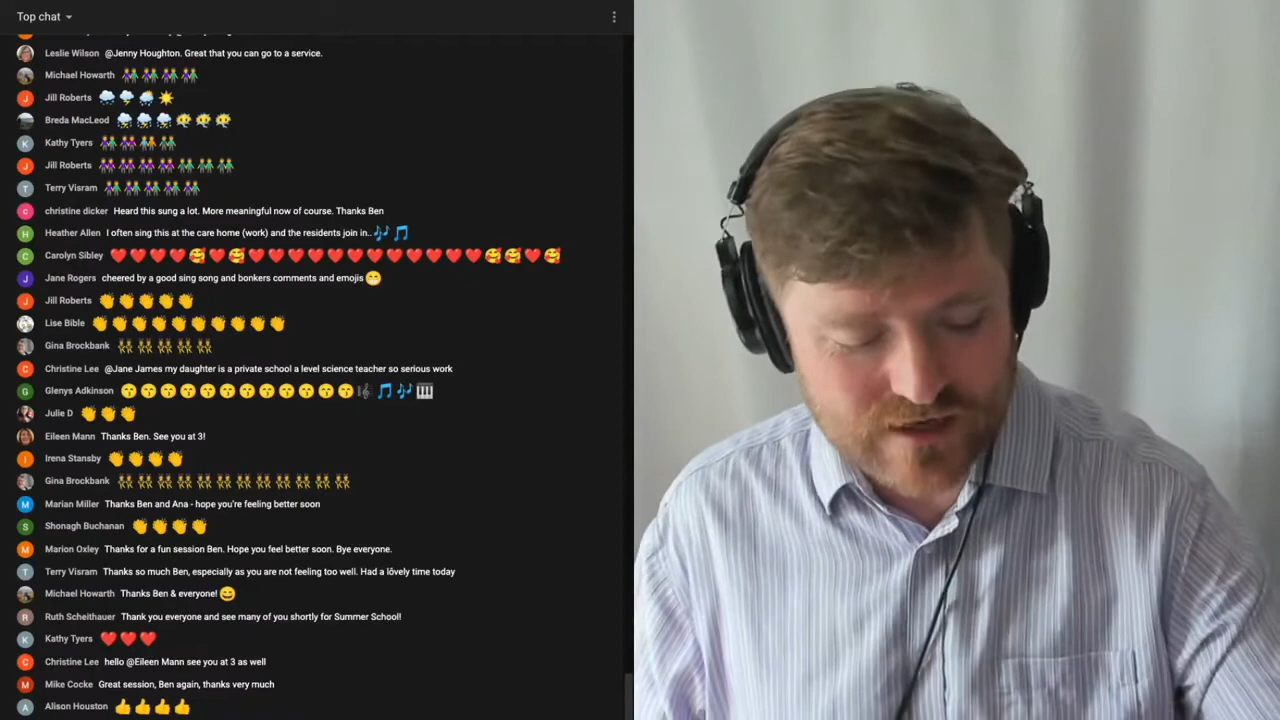 Top chat
Leslie Wilson @Jenny Houghton. Great that you can go to a service.
Michael Howarth 👭👭👭👭
Jill Roberts 🌧️🌩️🌦️☀️
Breda MacLeod
Kathy Tyers
Jill Roberts
Terry Visram
christine dicker Heard this sung a lot. More meaningful now of course. Thanks Ben
Heather Allen I often sing this at the care home (work) and the residents join in.. 🎶🎵
Carolyn Sibley ❤️❤️❤️❤️🥰❤️🥰❤️❤️❤️❤️❤️❤️❤️❤️❤️❤️❤️❤️🥰🥰❤️🥰
Jane Rogers cheered by a good sing song and bonkers comments and emojis 😁
Jill Roberts 👏👏👏👏👏
Lise Bible 👏👏👏👏👏👏👏👏👏👏
Gina Brockbank 👯👯👯👯👯
Christine Lee @Jane James my daughter is a private school a level science teacher so serious work
Glenys Adkinson 😙😙😙😙😙😙😙😙😙😙😙😙🎼🎵🎶🎹
Julie D 👏👏👏
Eileen Mann Thanks Ben. See you at 3!
Irena Stansby 👏👏👏👏
Gina Brockbank 👯👯👯👯👯👯👯👯👯👯👯👯
Marian Miller Thanks Ben and Ana - hope you're feeling better soon
Shonagh Buchanan 👏👏👏👏
Marion Oxley Thanks for a fun session Ben. Hope you feel better soon. Bye everyone.
Terry Visram Thanks so much Ben, especially as you are not feeling too well. Had a lovely time today
Michael Howarth Thanks Ben & everyone! 😄
Ruth Scheithauer Thank you everyone and see many of you shortly for Summer School!
Kathy Tyers ❤️❤️❤️
Christine Lee hello @Eileen Mann see you at 3 as well
Mike Cocke Great session, Ben again, thanks very much
Alison Houston 👍👍👍👍